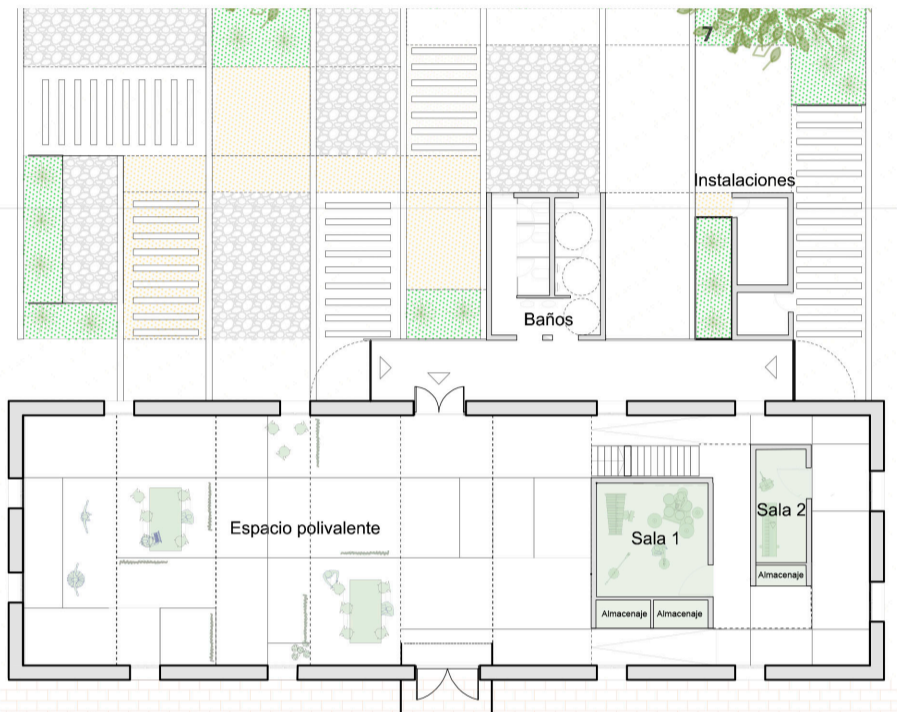 7
Instalaciones
Baños
Espacio polivalente
Sala 1
Sala 2
Almacenaje
Almacenaje
Almacenaje